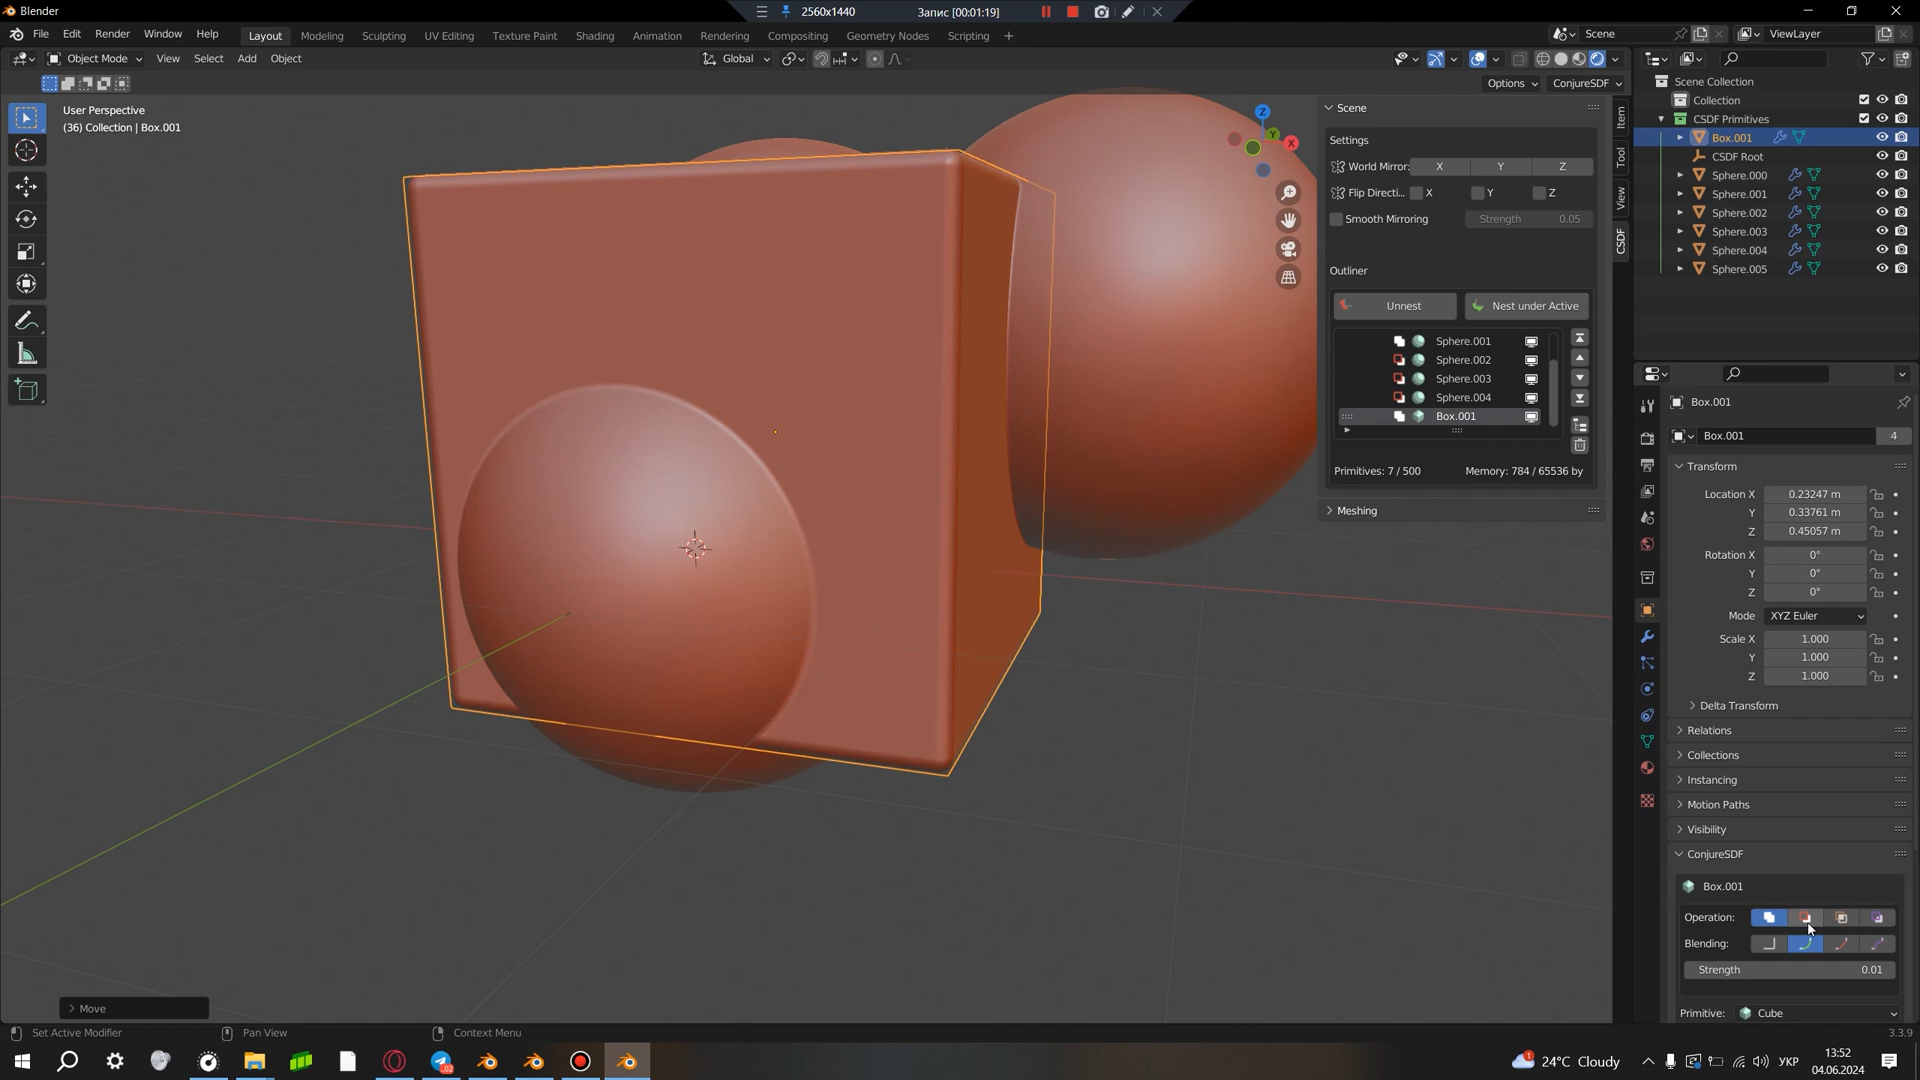 Blender
2560x1440
Запис [00:01:19]
File Edit Render Window Help
Layout Modeling Sculpting UV Editing Texture Paint Shading Animation Rendering Compositing Geometry Nodes Scripting
Scene
ViewLayer
Object Mode View Select Add Object
Global
Options ConjureSDF
User Perspective
(36) Collection | Box.001
Z
Y
X
Item
Tool
View
CSDF
Scene
Settings
World Mirror: X Y Z
Flip Directi... X Y Z
Smooth Mirroring Strength 0.05
Outliner
Unnest Nest under Active
Sphere.001
Sphere.002
Sphere.003
Sphere.004
Box.001
Primitives: 7 / 500 Memory: 784 / 65536 by
Meshing
Scene Collection
Collection
CSDF Primitives
Box.001
CSDF Root
Sphere.000
Sphere.001
Sphere.002
Sphere.003
Sphere.004
Sphere.005
Box.001
Box.001 4
Transform
Location X 0.23247 m
Y 0.33761 m
Z 0.45057 m
Rotation X 0°
Y 0°
Z 0°
Mode XYZ Euler
Scale X 1.000
Y 1.000
Z 1.000
Delta Transform
Relations
Collections
Instancing
Motion Paths
Visibility
ConjureSDF
Box.001
Operation:
Blending:
Strength 0.01
Primitive: Cube
Move
Set Active Modifier Pan View Context Menu
3.3.9
02
1
24°C Cloudy
УКР
13:52
04.06.2024